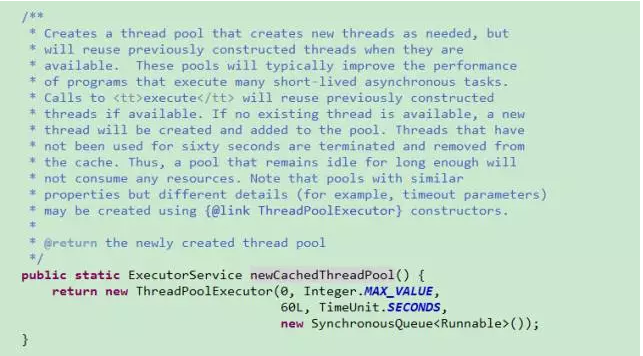 /**
 * Creates a thread pool that creates new threads as needed, but
 * will reuse previously constructed threads when they are
 * available.  These pools will typically improve the performance
 * of programs that execute many short-lived asynchronous tasks.
 * Calls to <tt>execute</tt> will reuse previously constructed
 * threads if available. If no existing thread is available, a new
 * thread will be created and added to the pool. Threads that have
 * not been used for sixty seconds are terminated and removed from
 * the cache. Thus, a pool that remains idle for long enough will
 * not consume any resources. Note that pools with similar
 * properties but different details (for example, timeout parameters)
 * may be created using {@link ThreadPoolExecutor} constructors.
 *
 * @return the newly created thread pool
 */
public static ExecutorService newCachedThreadPool() {
    return new ThreadPoolExecutor(0, Integer.MAX_VALUE,
                                  60L, TimeUnit.SECONDS,
                                  new SynchronousQueue<Runnable>());
}